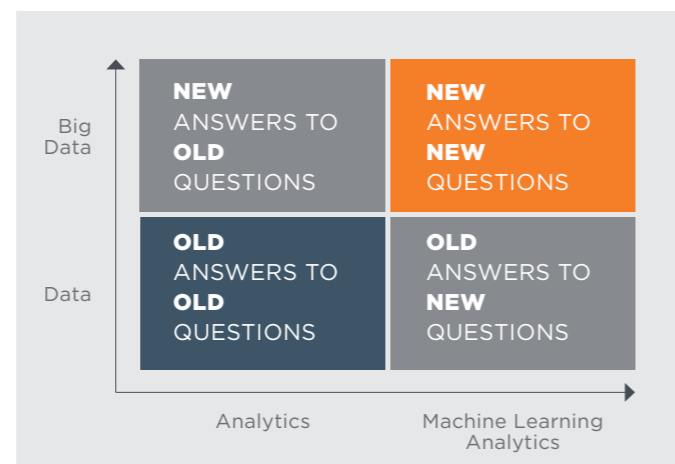 Big
Data
NEW
ANSWERS TO
OLD
QUESTIONS
NEW
ANSWERS TO
NEW
QUESTIONS
Data
OLD
ANSWERS TO
OLD
QUESTIONS
OLD
ANSWERS TO
NEW
QUESTIONS
Analytics
Machine Learning
Analytics